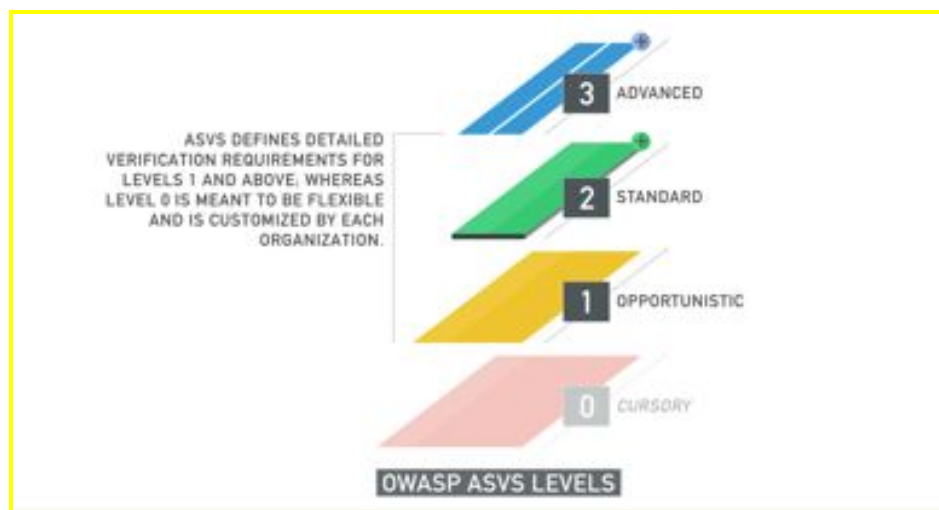 3 ADVANCED
ASVS DEFINES DETAILED
VERIFICATION REQUIREMENTS FOR
LEVELS 1 AND ABOVE; WHEREAS
LEVEL 0 IS MEANT TO BE FLEXIBLE
AND IS CUSTOMIZED BY EACH
ORGANIZATION.
2 STANDARD
1 OPPORTUNISTIC
0 CURSORY
OWASP ASVS LEVELS